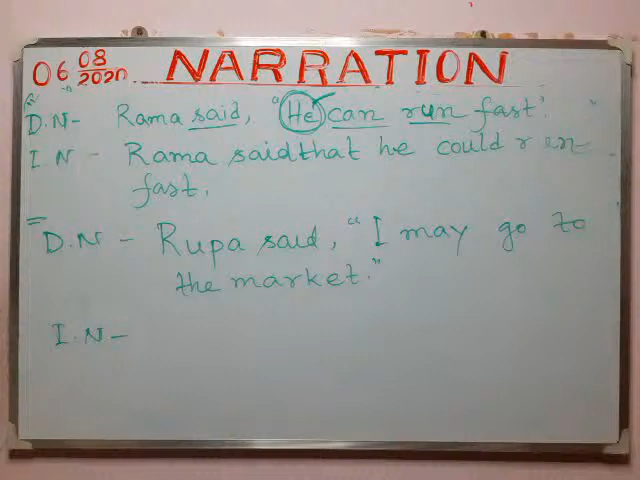 06 08/2020 NARRATION
D.N- Rama said, "He can run fast."
I N - Rama said that he could run
fast.
D.N - Rupa said, "I may go to
the market."
I.N-